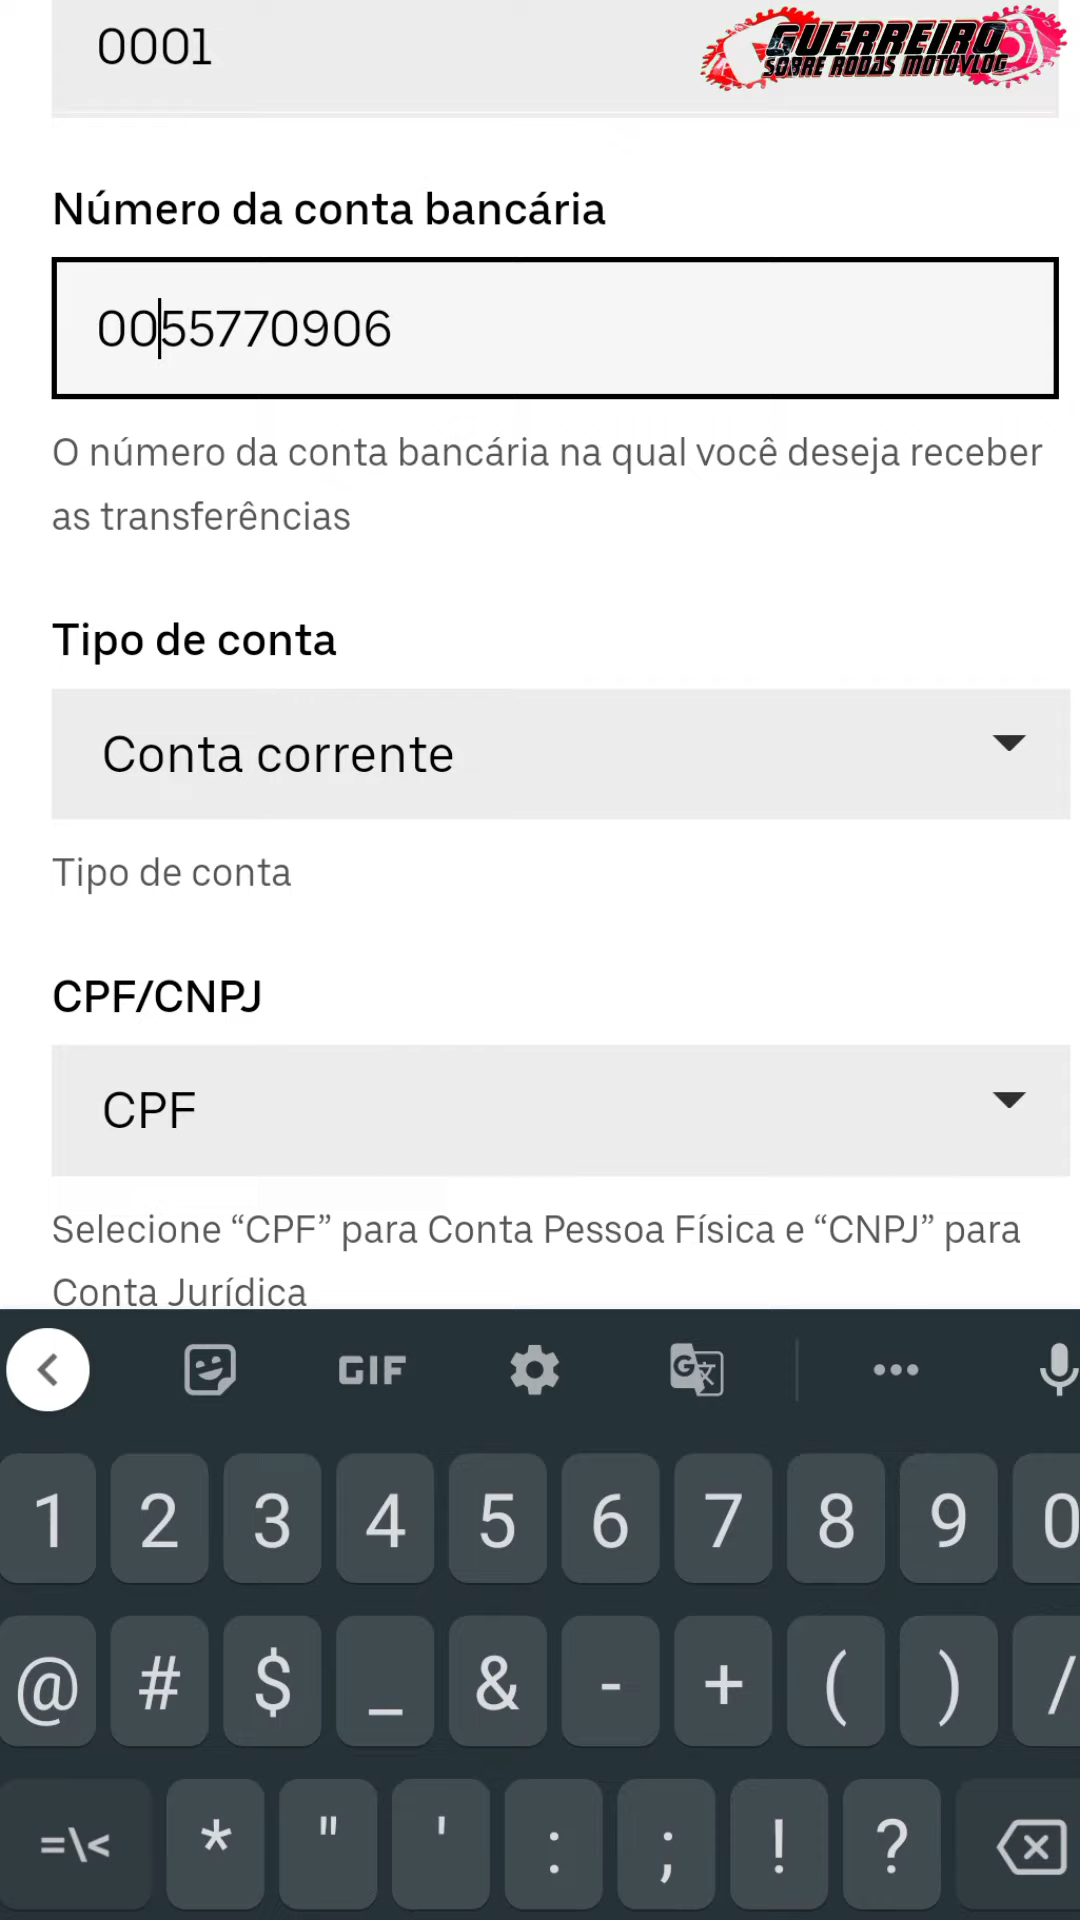 0001
GUERREIRO
SOBRE RODAS MOTOVLOG
Número da conta bancária
0055770906
O número da conta bancária na qual você deseja receber
as transferências
Tipo de conta
Conta corrente
Tipo de conta
CPF/CNPJ
CPF
Selecione “CPF” para Conta Pessoa Física e “CNPJ” para
Conta Jurídica
GIF
1 2 3 4 5 6 7 8 9 0
@ # $ _ & - + ( ) /
=\< * " ' : ; ! ?